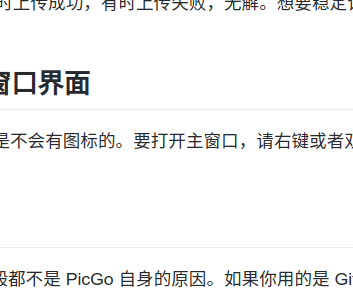 时上传成功，有时上传失败，无解。想要稳定
窗口界面
是不会有图标的。要打开主窗口，请右键或者双
般都不是 PicGo 自身的原因。如果你用的是 Gi